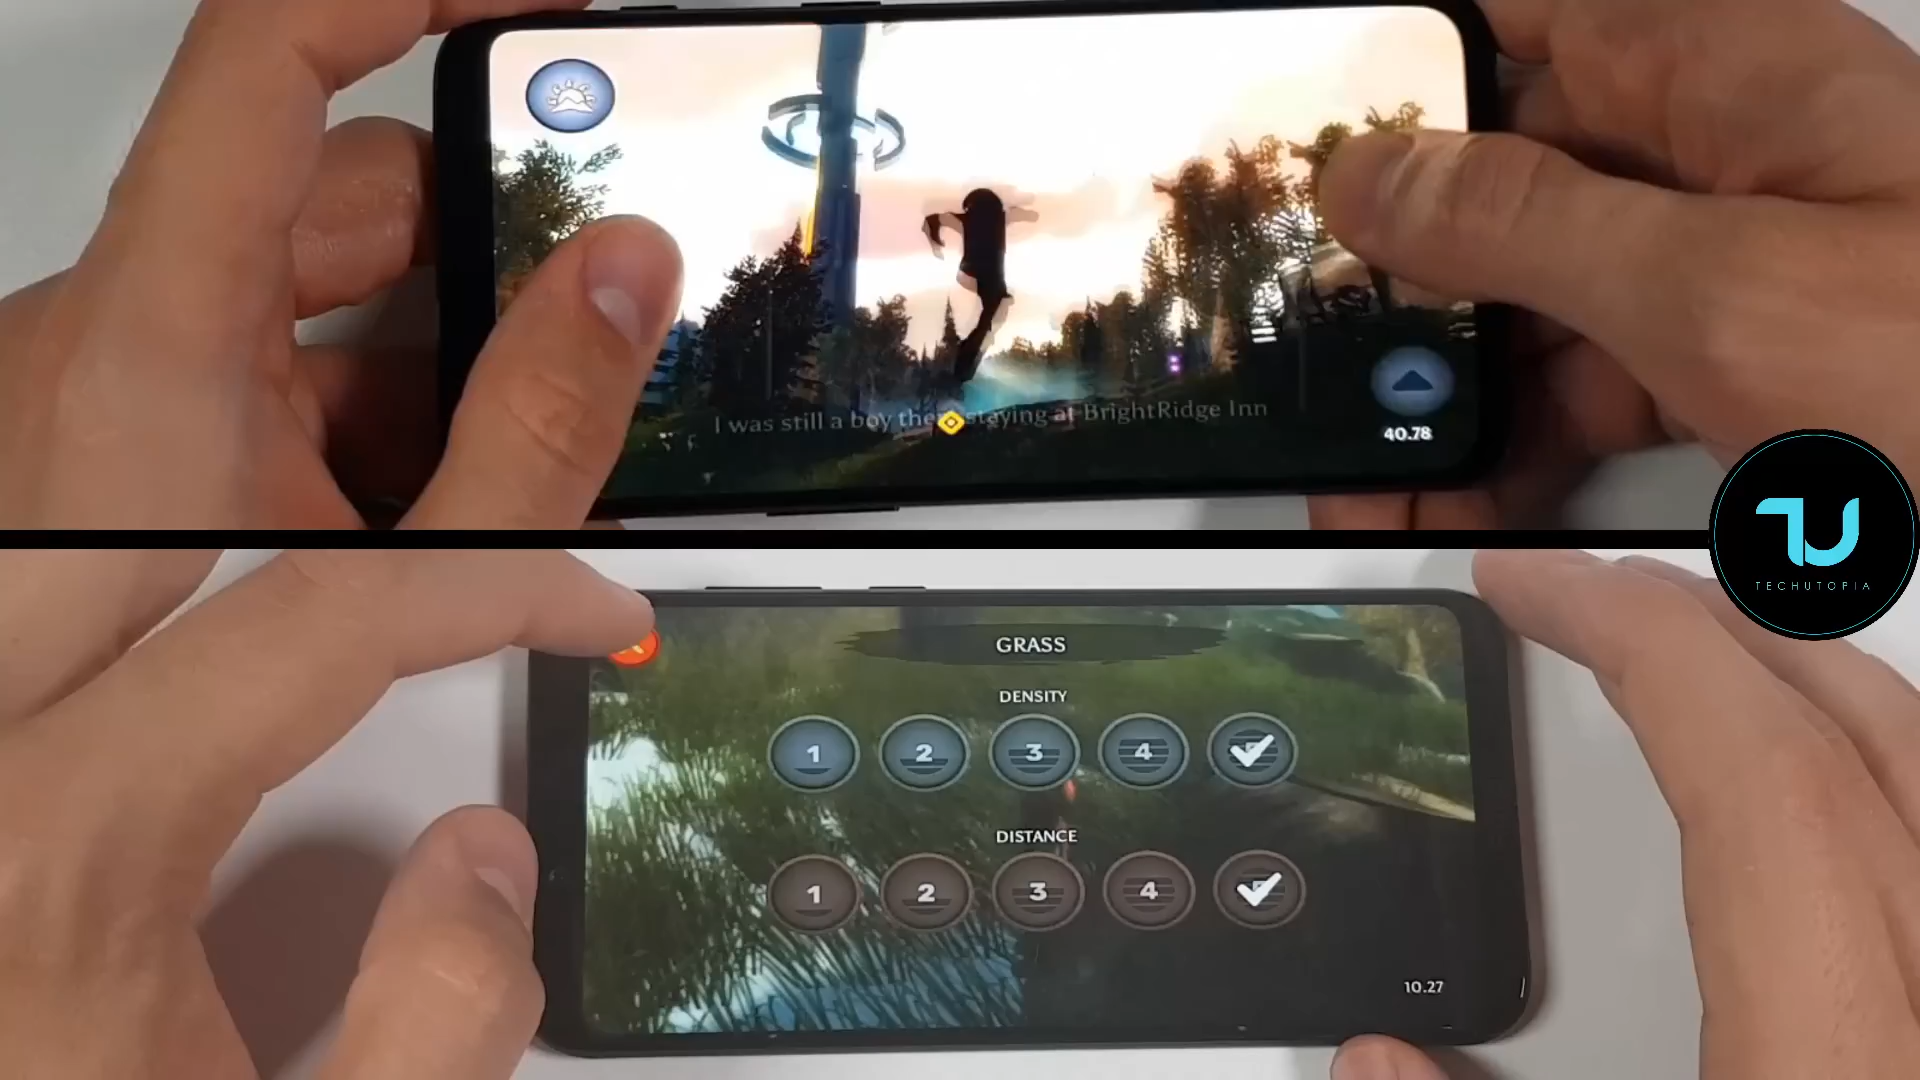 I was still a boy the staying at BrightRidge Inn
40.78
TU
TECHUTOPIA
GRASS
DENSITY
1 2 3 4
DISTANCE
1 2 3 4
10.27